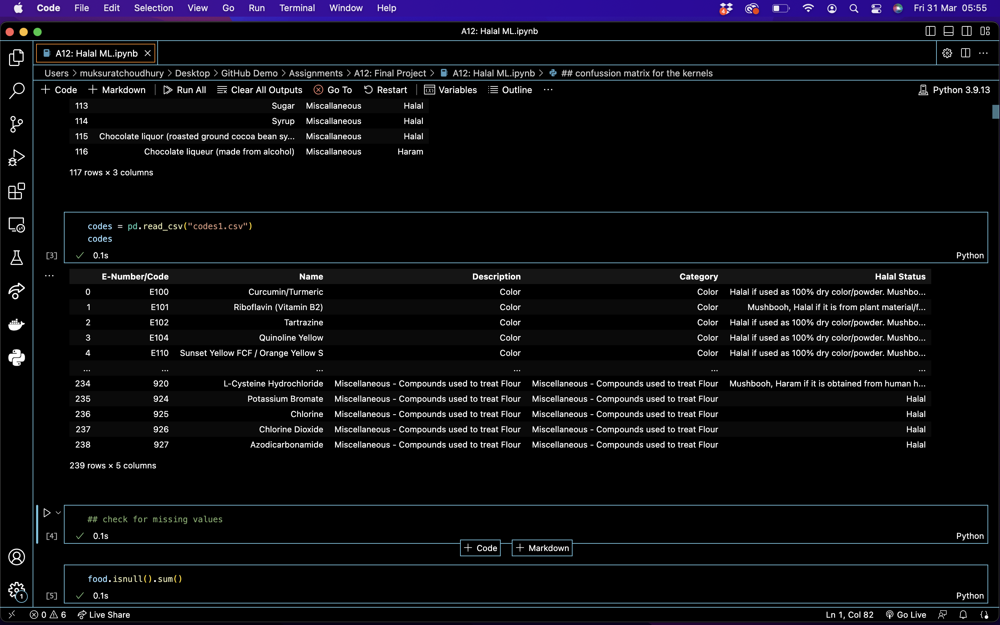 Code File Edit Selection View Go Run Terminal Window Help 4 Fri 31 Mar 05:55
A12: Halal ML.ipynb
A12: Halal ML.ipynb
Users > muksuratchoudhury > Desktop > GitHub Demo > Assignments > A12: Final Project > A12: Halal ML.ipynb > ## confussion matrix for the kernels
+ Code + Markdown Run All Clear All Outputs Go To Restart Variables Outline ... Python 3.9.13
113 Sugar Miscallaneous Halal
114 Syrup Miscallaneous Halal
115 Chocolate liquor (roasted ground cocoa bean sy... Miscallaneous Halal
116 Chocolate liqueur (made from alcohol) Miscallaneous Haram
117 rows × 3 columns
codes = pd.read_csv("codes1.csv")
codes
[3] ✓ 0.1s Python
... E-Number/Code Name Description Category Halal Status
0 E100 Curcumin/Turmeric Color Color Halal if used as 100% dry color/powder. Mushbo...
1 E101 Riboflavin (Vitamin B2) Color Color Mushbooh, Halal if it is from plant material/f...
2 E102 Tartrazine Color Color Halal if used as 100% dry color/powder. Mushbo...
3 E104 Quinoline Yellow Color Color Halal if used as 100% dry color/powder. Mushbo...
4 E110 Sunset Yellow FCF / Orange Yellow S Color Color Halal if used as 100% dry color/powder. Mushbo...
... ... ... ... ... ...
234 920 L-Cysteine Hydrochloride Miscellaneous - Compounds used to treat Flour Miscellaneous - Compounds used to treat Flour Mushbooh, Haram if it is obtained from human h...
235 924 Potassium Bromate Miscellaneous - Compounds used to treat Flour Miscellaneous - Compounds used to treat Flour Halal
236 925 Chlorine Miscellaneous - Compounds used to treat Flour Miscellaneous - Compounds used to treat Flour Halal
237 926 Chlorine Dioxide Miscellaneous - Compounds used to treat Flour Miscellaneous - Compounds used to treat Flour Halal
238 927 Azodicarbonamide Miscellaneous - Compounds used to treat Flour Miscellaneous - Compounds used to treat Flour Halal
239 rows × 5 columns
## check for missing values
[4] ✓ 0.1s Python
+ Code + Markdown
food.isnull().sum()
[5] ✓ 0.1s Python
1
0 6 Live Share Ln 1, Col 82 Go Live